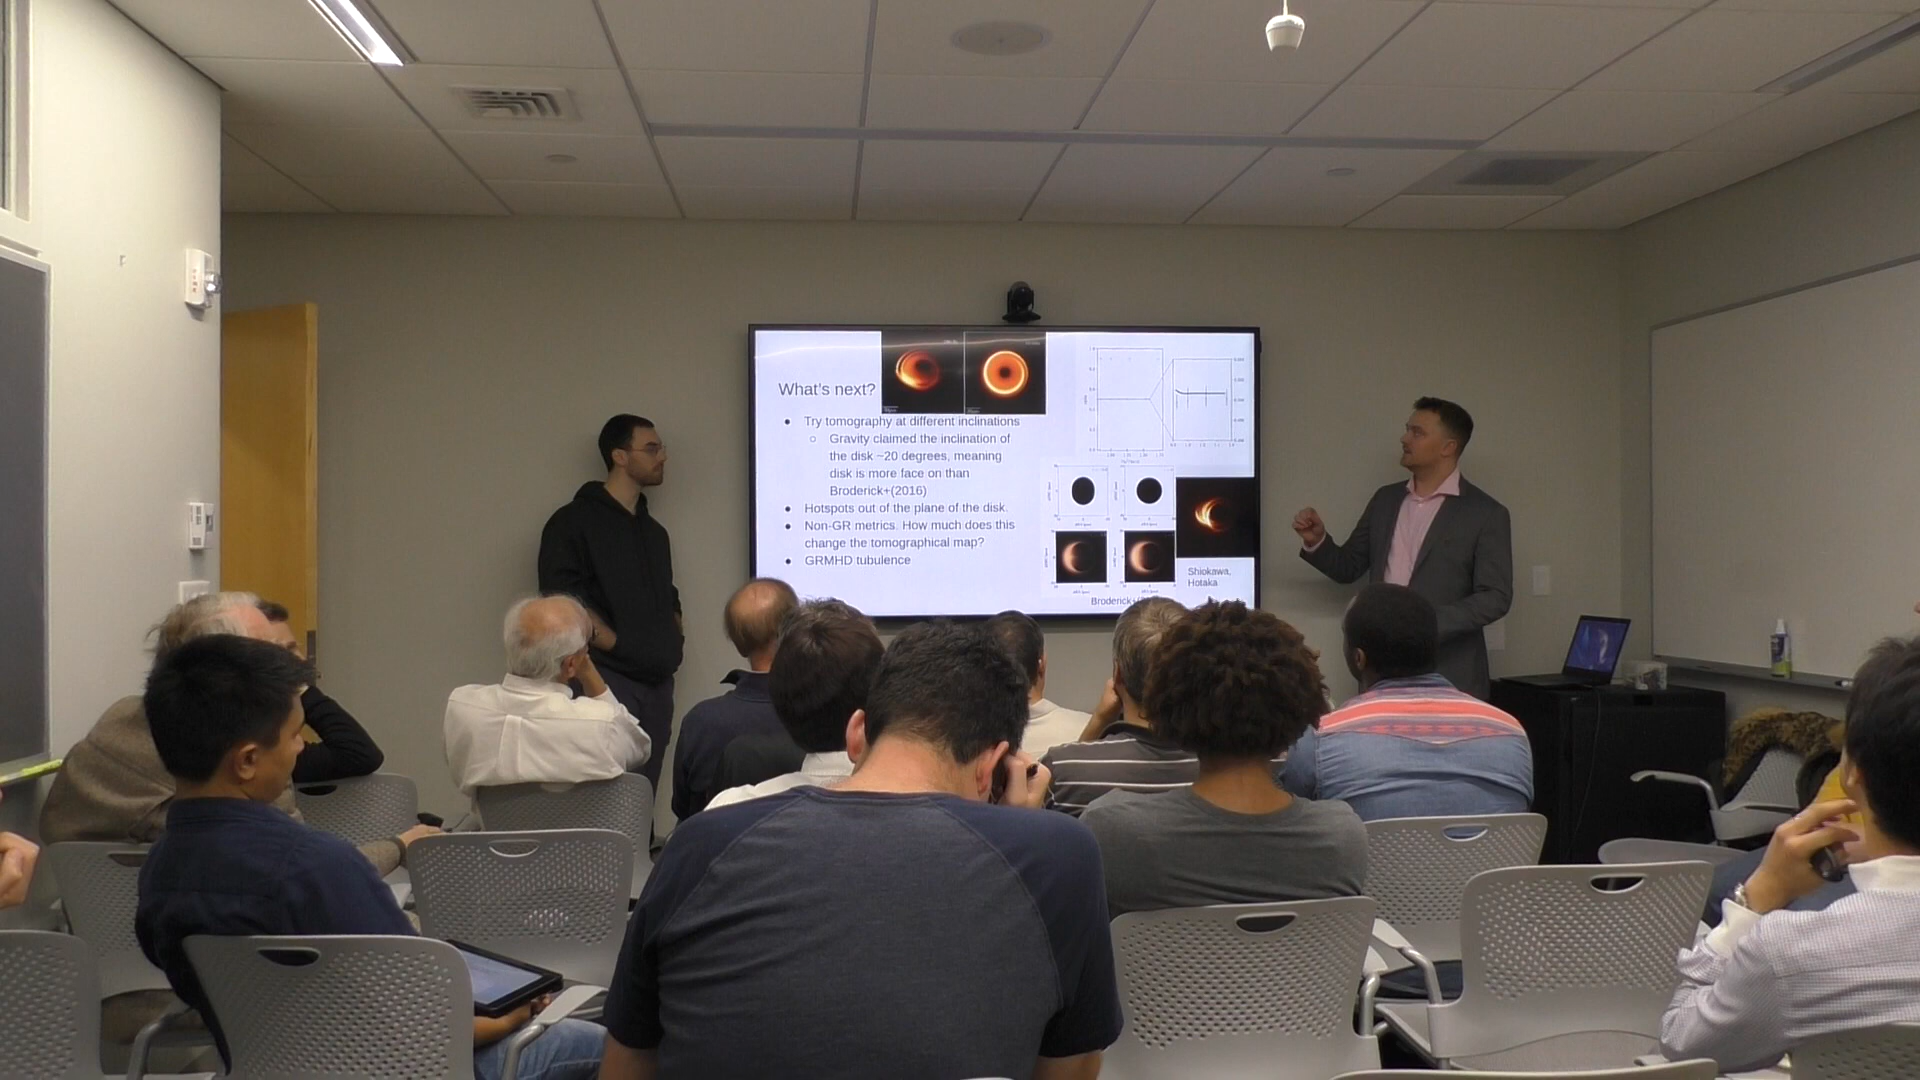 What's next?
• Try tomography at different inclinations
○ Gravity claimed the inclination of
the disk ~20 degrees, meaning
disk is more face on than
Broderick+(2016)
• Hotspots out of the plane of the disk.
• Non-GR metrics. How much does this
change the tomographical map?
• GRMHD tubulence
Shiokawa,
Hotaka